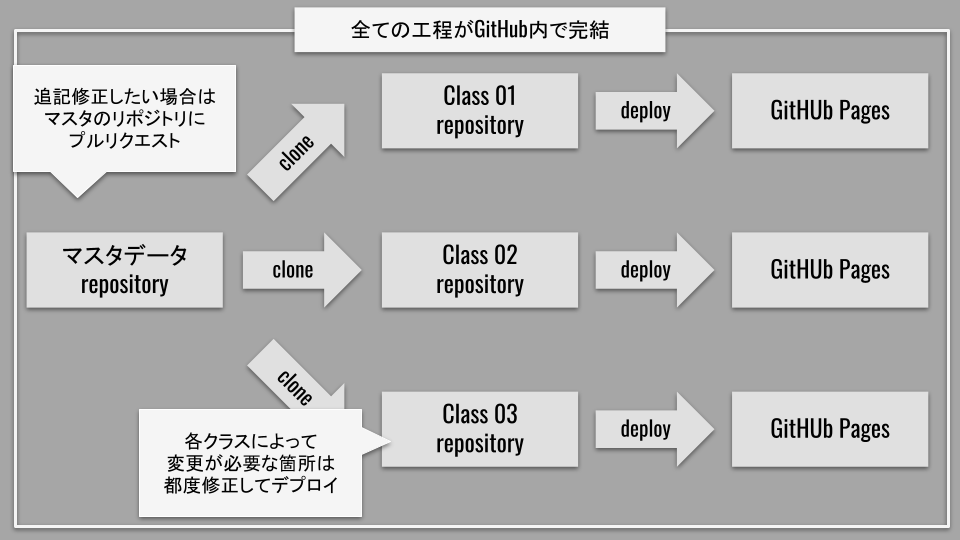 全ての工程がGitHub内で完結
追記修正したい場合は
マスタのリポジトリに
プルリクエスト
clone
Class 01
repository
deploy
GitHUb Pages
マスタデータ
repository
clone
Class 02
repository
deploy
GitHUb Pages
clone
Class 03
repository
deploy
GitHUb Pages
各クラスによって
変更が必要な箇所は
都度修正してデプロイ